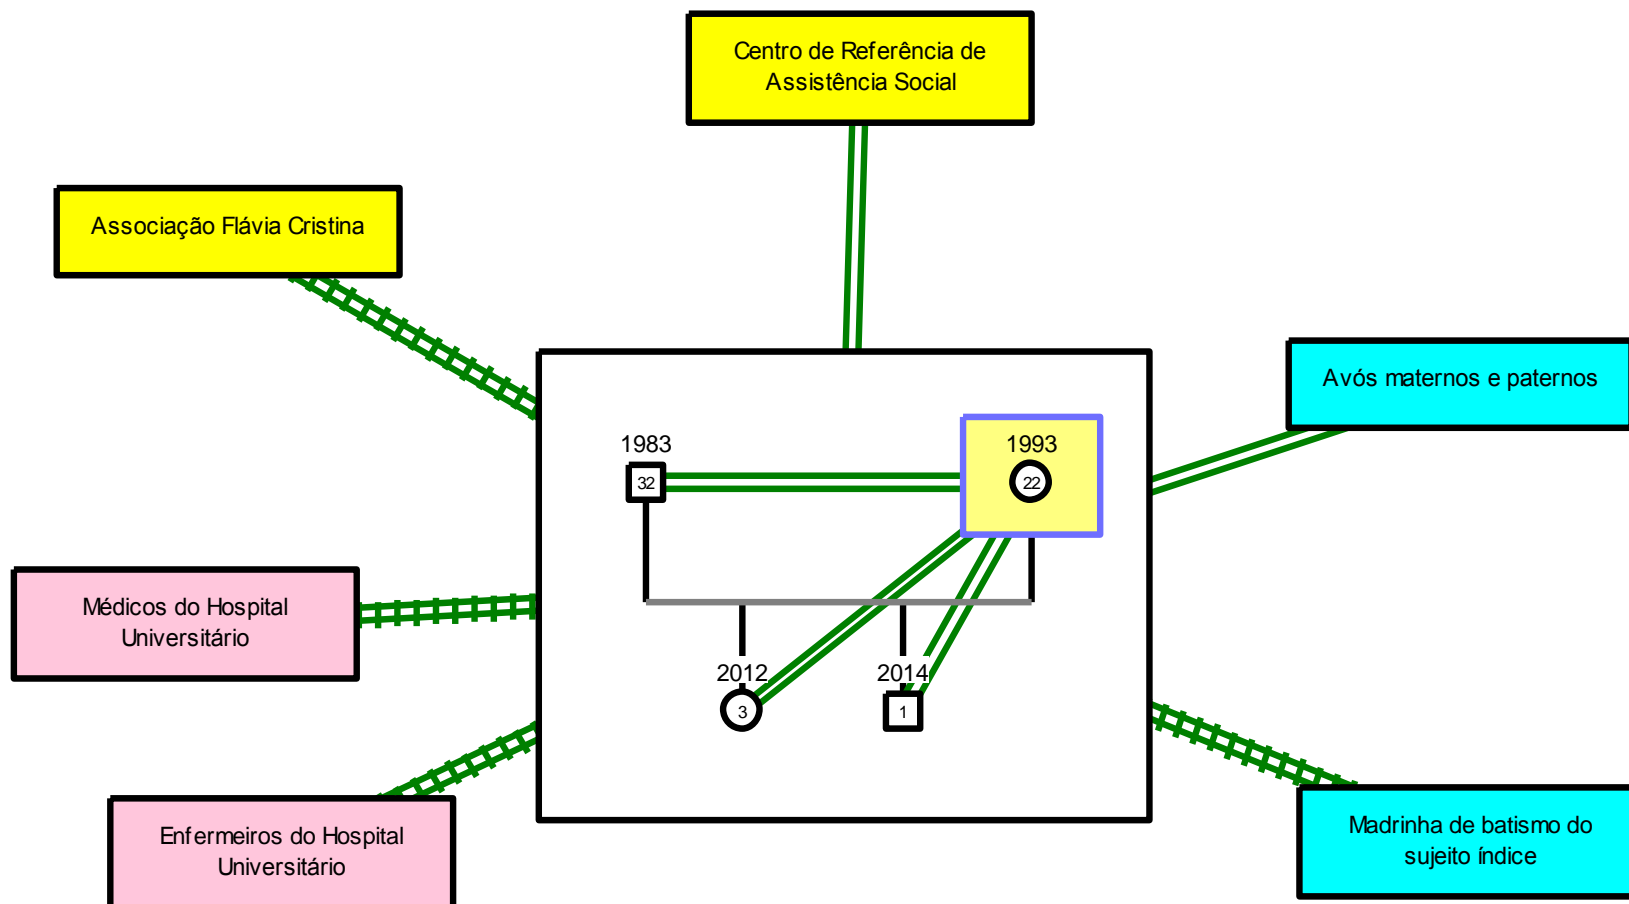 Centro de Referência de
Assistência Social
Associação Flávia Cristina
Avós maternos e paternos
1983
1993
32
22
Médicos do Hospital
Universitário
2012
2014
3
1
Enfermeiros do Hospital
Universitário
Madrinha de batismo do
sujeito índice